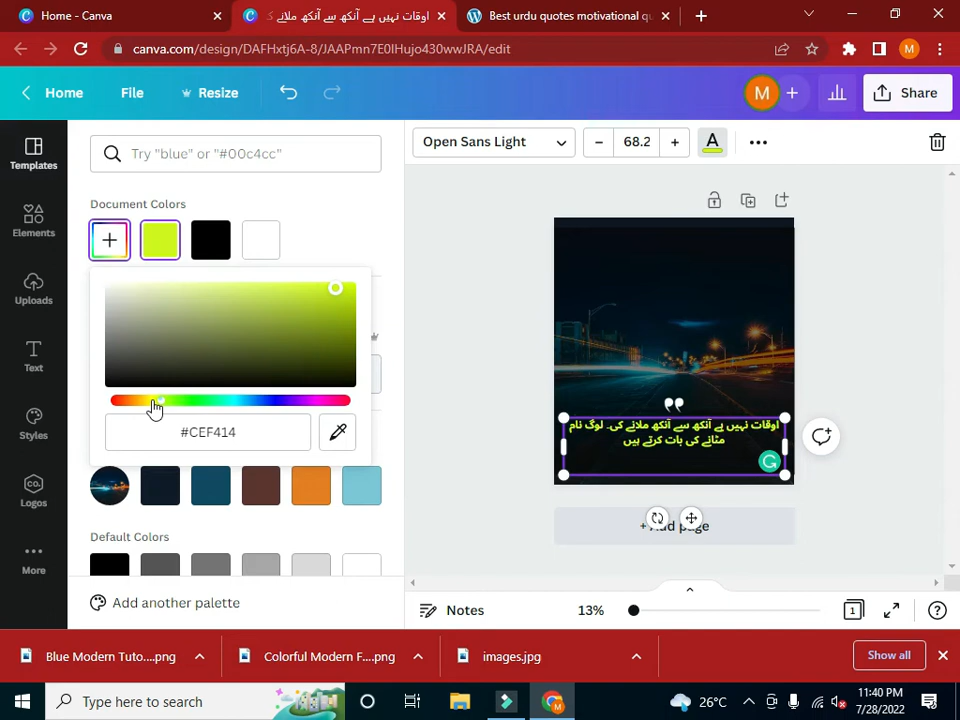 Home - Canva
اوقات نہیں ہے آنکھ سے آنکھ ملانے ک
Best urdu quotes motivational qu
canva.com/design/DAFHxtj6A-8/JAAPmn7E0lHujo430wwJRA/edit
M
Home
File
Resize
M
Share
Templates
Elements
Uploads
Text
Styles
CO.
Logos
More
Try "blue" or "#00c4cc"
Document Colors
#CEF414
Default Colors
Add another palette
Open Sans Light
68.2
A
اوقات نہیں ہے آنکھ سے آنکھ ملانے کی۔ لوگ نام
مٹانے کی بات کرتے ہیں
+ Add page
Notes
13%
1
Blue Modern Tuto....png
Colorful Modern F....png
images.jpg
Show all
Type here to search
26°C
11:40 PM
7/28/2022